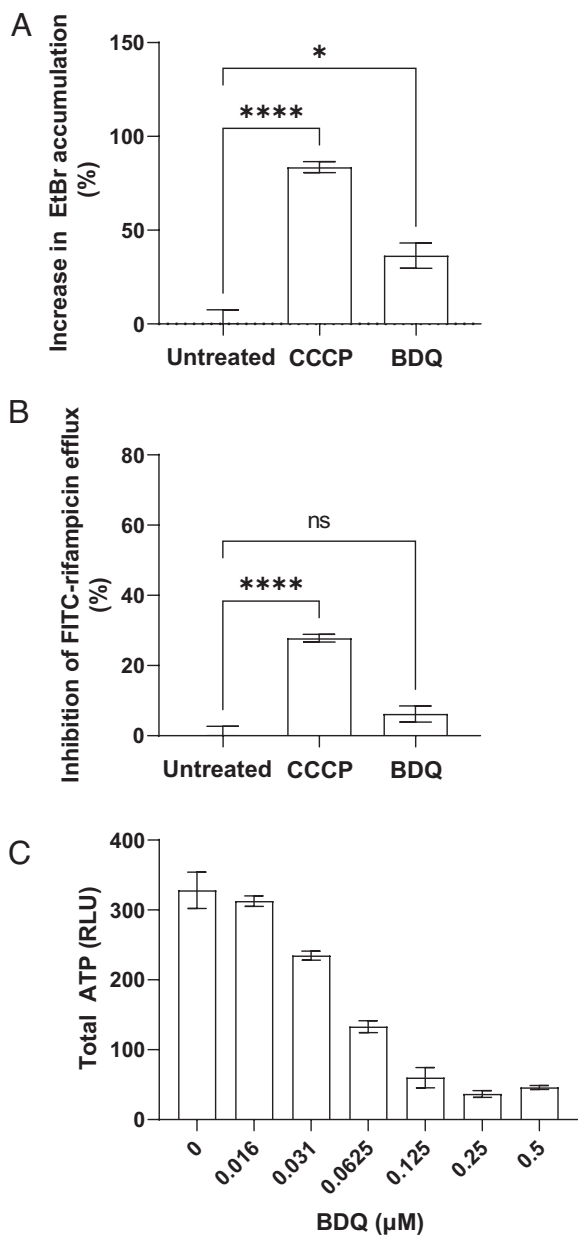 A
Increase in EtBr accumulation
(%)
150
100
50
0
*
****
Untreated
CCCP
BDQ
B
Inhibition of FITC-rifampicin efflux
(%)
80
60
40
20
0
ns
****
Untreated
CCCP
BDQ
C
Total ATP (RLU)
400
300
200
100
0
0
0.016
0.031
0.0625
0.125
0.25
0.5
BDQ (µM)